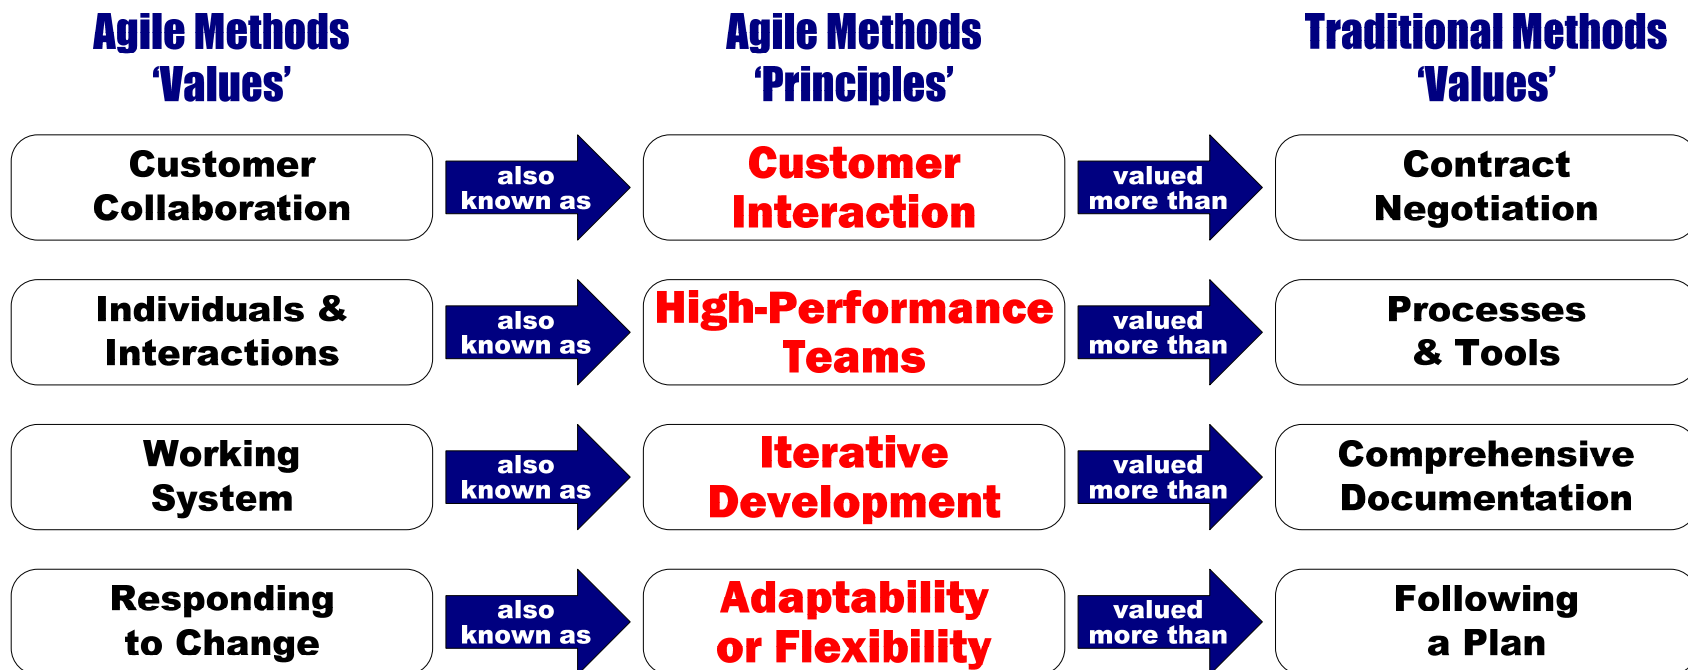 Agile Methods
‘Values’
Agile Methods
‘Principles’
Traditional Methods
‘Values’
Customer
Collaboration
also
known as
Customer
Interaction
valued
more than
Contract
Negotiation
Individuals &
Interactions
also
known as
High-Performance
Teams
valued
more than
Processes
& Tools
Working
System
also
known as
Iterative
Development
valued
more than
Comprehensive
Documentation
Responding
to Change
also
known as
Adaptability
or Flexibility
valued
more than
Following
a Plan